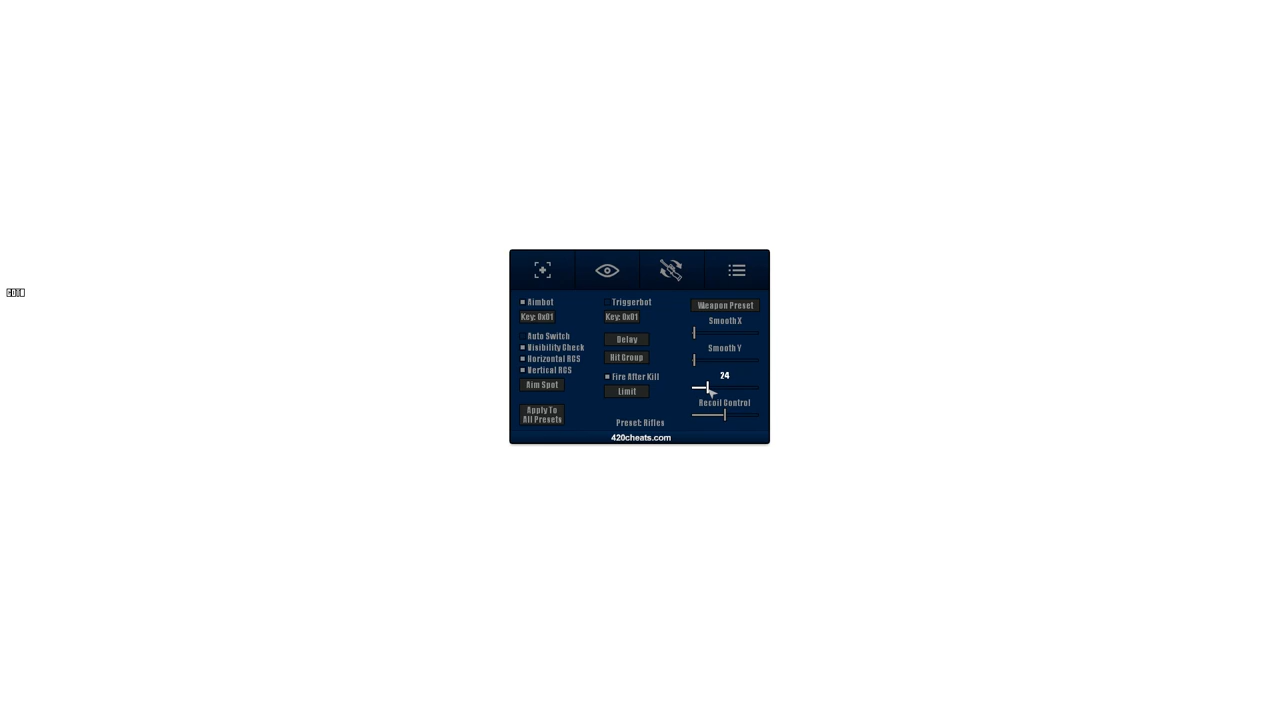 Aimbot
Key: 0x01
Auto Switch
Visibility Check
Horizontal RCS
Vertical RCS
Aim Spot
Apply To
All Presets
Triggerbot
Key: 0x01
Delay
Hit Group
Fire After Kill
Limit
Preset: Rifles
Weapon Preset
Smooth X
Smooth Y
24
Recoil Control
420cheats.com